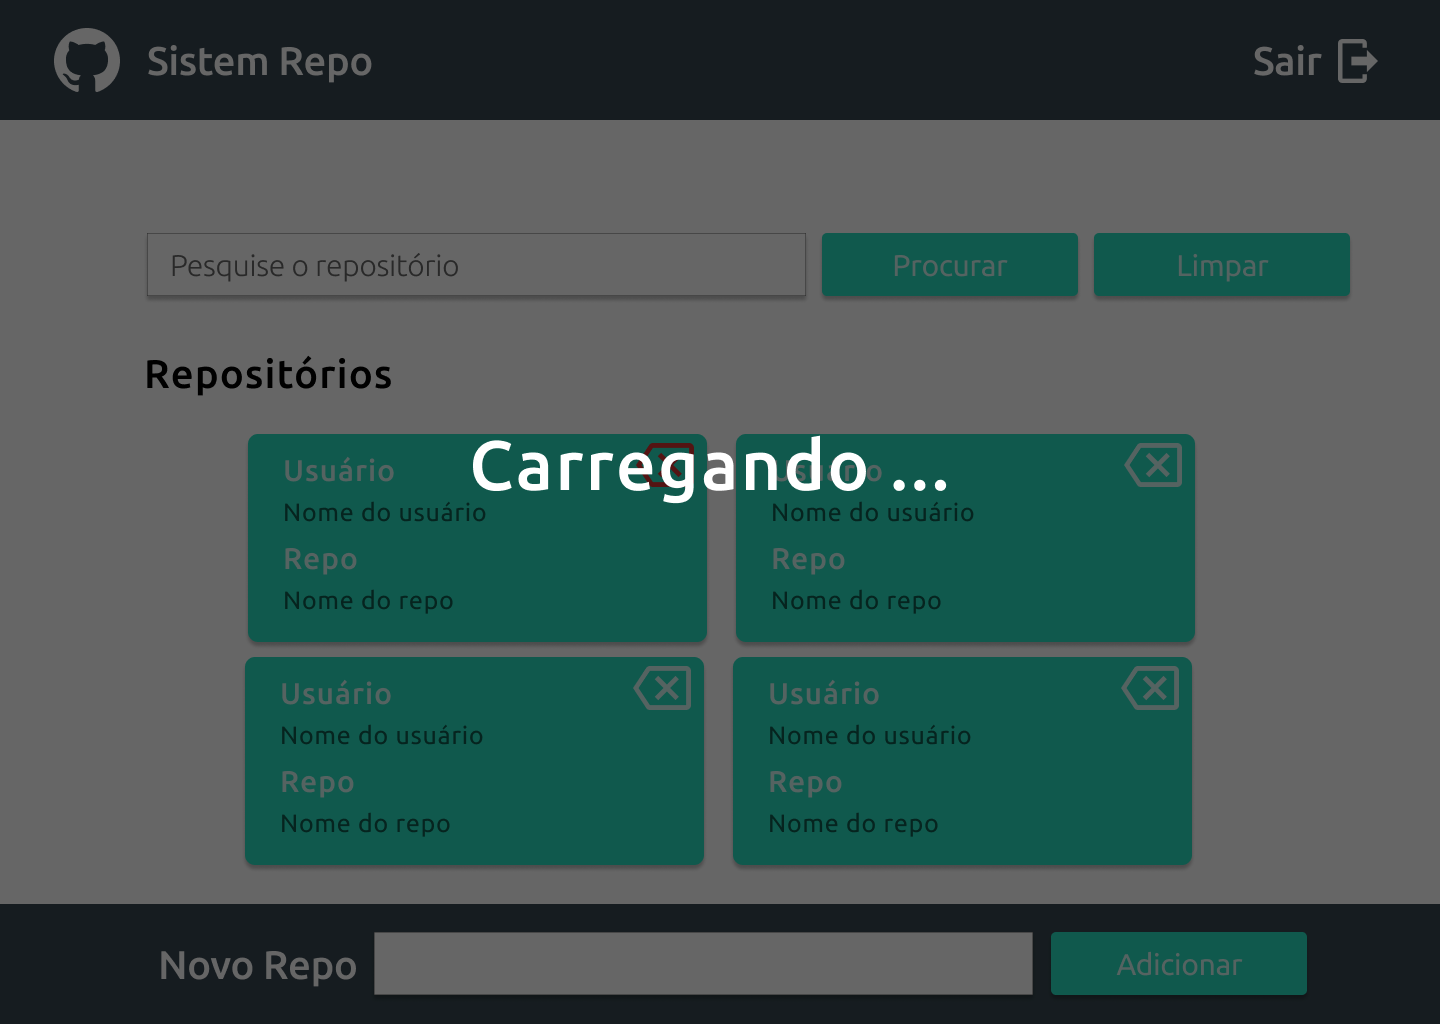 Sistem Repo
Sair
Pesquise o repositório
Procurar
Limpar
Repositórios
Carregando ...
Usuário
Nome do usuário
Repo
Nome do repo
Usuário
Nome do usuário
Repo
Nome do repo
Usuário
Nome do usuário
Repo
Nome do repo
Usuário
Nome do usuário
Repo
Nome do repo
Novo Repo
Adicionar